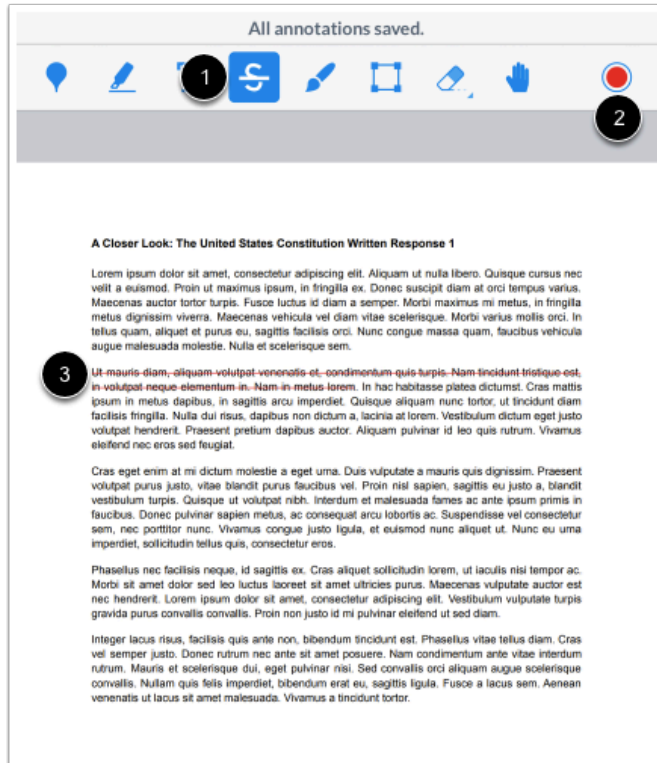 All annotations saved.
1
2
A Closer Look: The United States Constitution Written Response 1
Lorem ipsum dolor sit amet, consectetur adipiscing elit. Aliquam ut nulla libero. Quisque cursus nec
velit a euismod. Proin ut maximus ipsum, in fringilla ex. Donec suscipit diam at orci tempus varius.
Maecenas auctor tortor turpis. Fusce luctus id diam a semper. Morbi maximus mi metus, in fringilla
metus dignissim viverra. Maecenas vehicula vel diam vitae scelerisque. Morbi varius mollis orci. In
tellus quam, aliquet et purus eu, sagittis facilisis orci. Nunc congue massa quam, faucibus vehicula
augue malesuada molestie. Nulla et scelerisque sem.
3
Ut mauris diam, aliquam volutpat venenatis et, condimentum quis turpis. Nam tincidunt tristique est,
in volutpat neque elementum in. Nam in metus lorem. In hac habitasse platea dictumst. Cras mattis
ipsum in metus dapibus, in sagittis arcu imperdiet. Quisque aliquam nunc tortor, ut tincidunt diam
facilisis fringilla. Nulla dui risus, dapibus non dictum a, lacinia at lorem. Vestibulum dictum eget justo
volutpat hendrerit. Praesent pretium dapibus auctor. Aliquam pulvinar id leo quis rutrum. Vivamus
eleifend nec eros sed feugiat.
Cras eget enim at mi dictum molestie a eget urna. Duis vulputate a mauris quis dignissim. Praesent
volutpat purus justo, vitae blandit purus faucibus vel. Proin nisl sapien, sagittis eu justo a, blandit
vestibulum turpis. Quisque ut volutpat nibh. Interdum et malesuada fames ac ante ipsum primis in
faucibus. Donec pulvinar sapien metus, ac consequat arcu lobortis ac. Suspendisse vel consectetur
sem, nec porttitor nunc. Vivamus congue justo ligula, et euismod nunc aliquet ut. Nunc eu urna
imperdiet, sollicitudin tellus quis, consectetur eros.
Phasellus nec facilisis neque, id sagittis ex. Cras aliquet sollicitudin lorem, ut iaculis nisi tempor ac.
Morbi sit amet dolor sed leo luctus laoreet sit amet ultricies purus. Maecenas vulputate auctor est
nec hendrerit. Lorem ipsum dolor sit amet, consectetur adipiscing elit. Vestibulum vulputate turpis
gravida purus convallis convallis. Proin non justo id mi pulvinar eleifend ut sed diam.
Integer lacus risus, facilisis quis ante non, bibendum tincidunt est. Phasellus vitae tellus diam. Cras
vel semper justo. Donec rutrum nec ante sit amet posuere. Nam condimentum ante vitae interdum
rutrum. Mauris et scelerisque dui, eget pulvinar nisi. Sed convallis orci aliquam augue scelerisque
convallis. Nullam quis felis imperdiet, bibendum erat eu, sagittis ligula. Fusce a lacus sem. Aenean
venenatis ut lacus sit amet malesuada. Vivamus a tincidunt tortor.